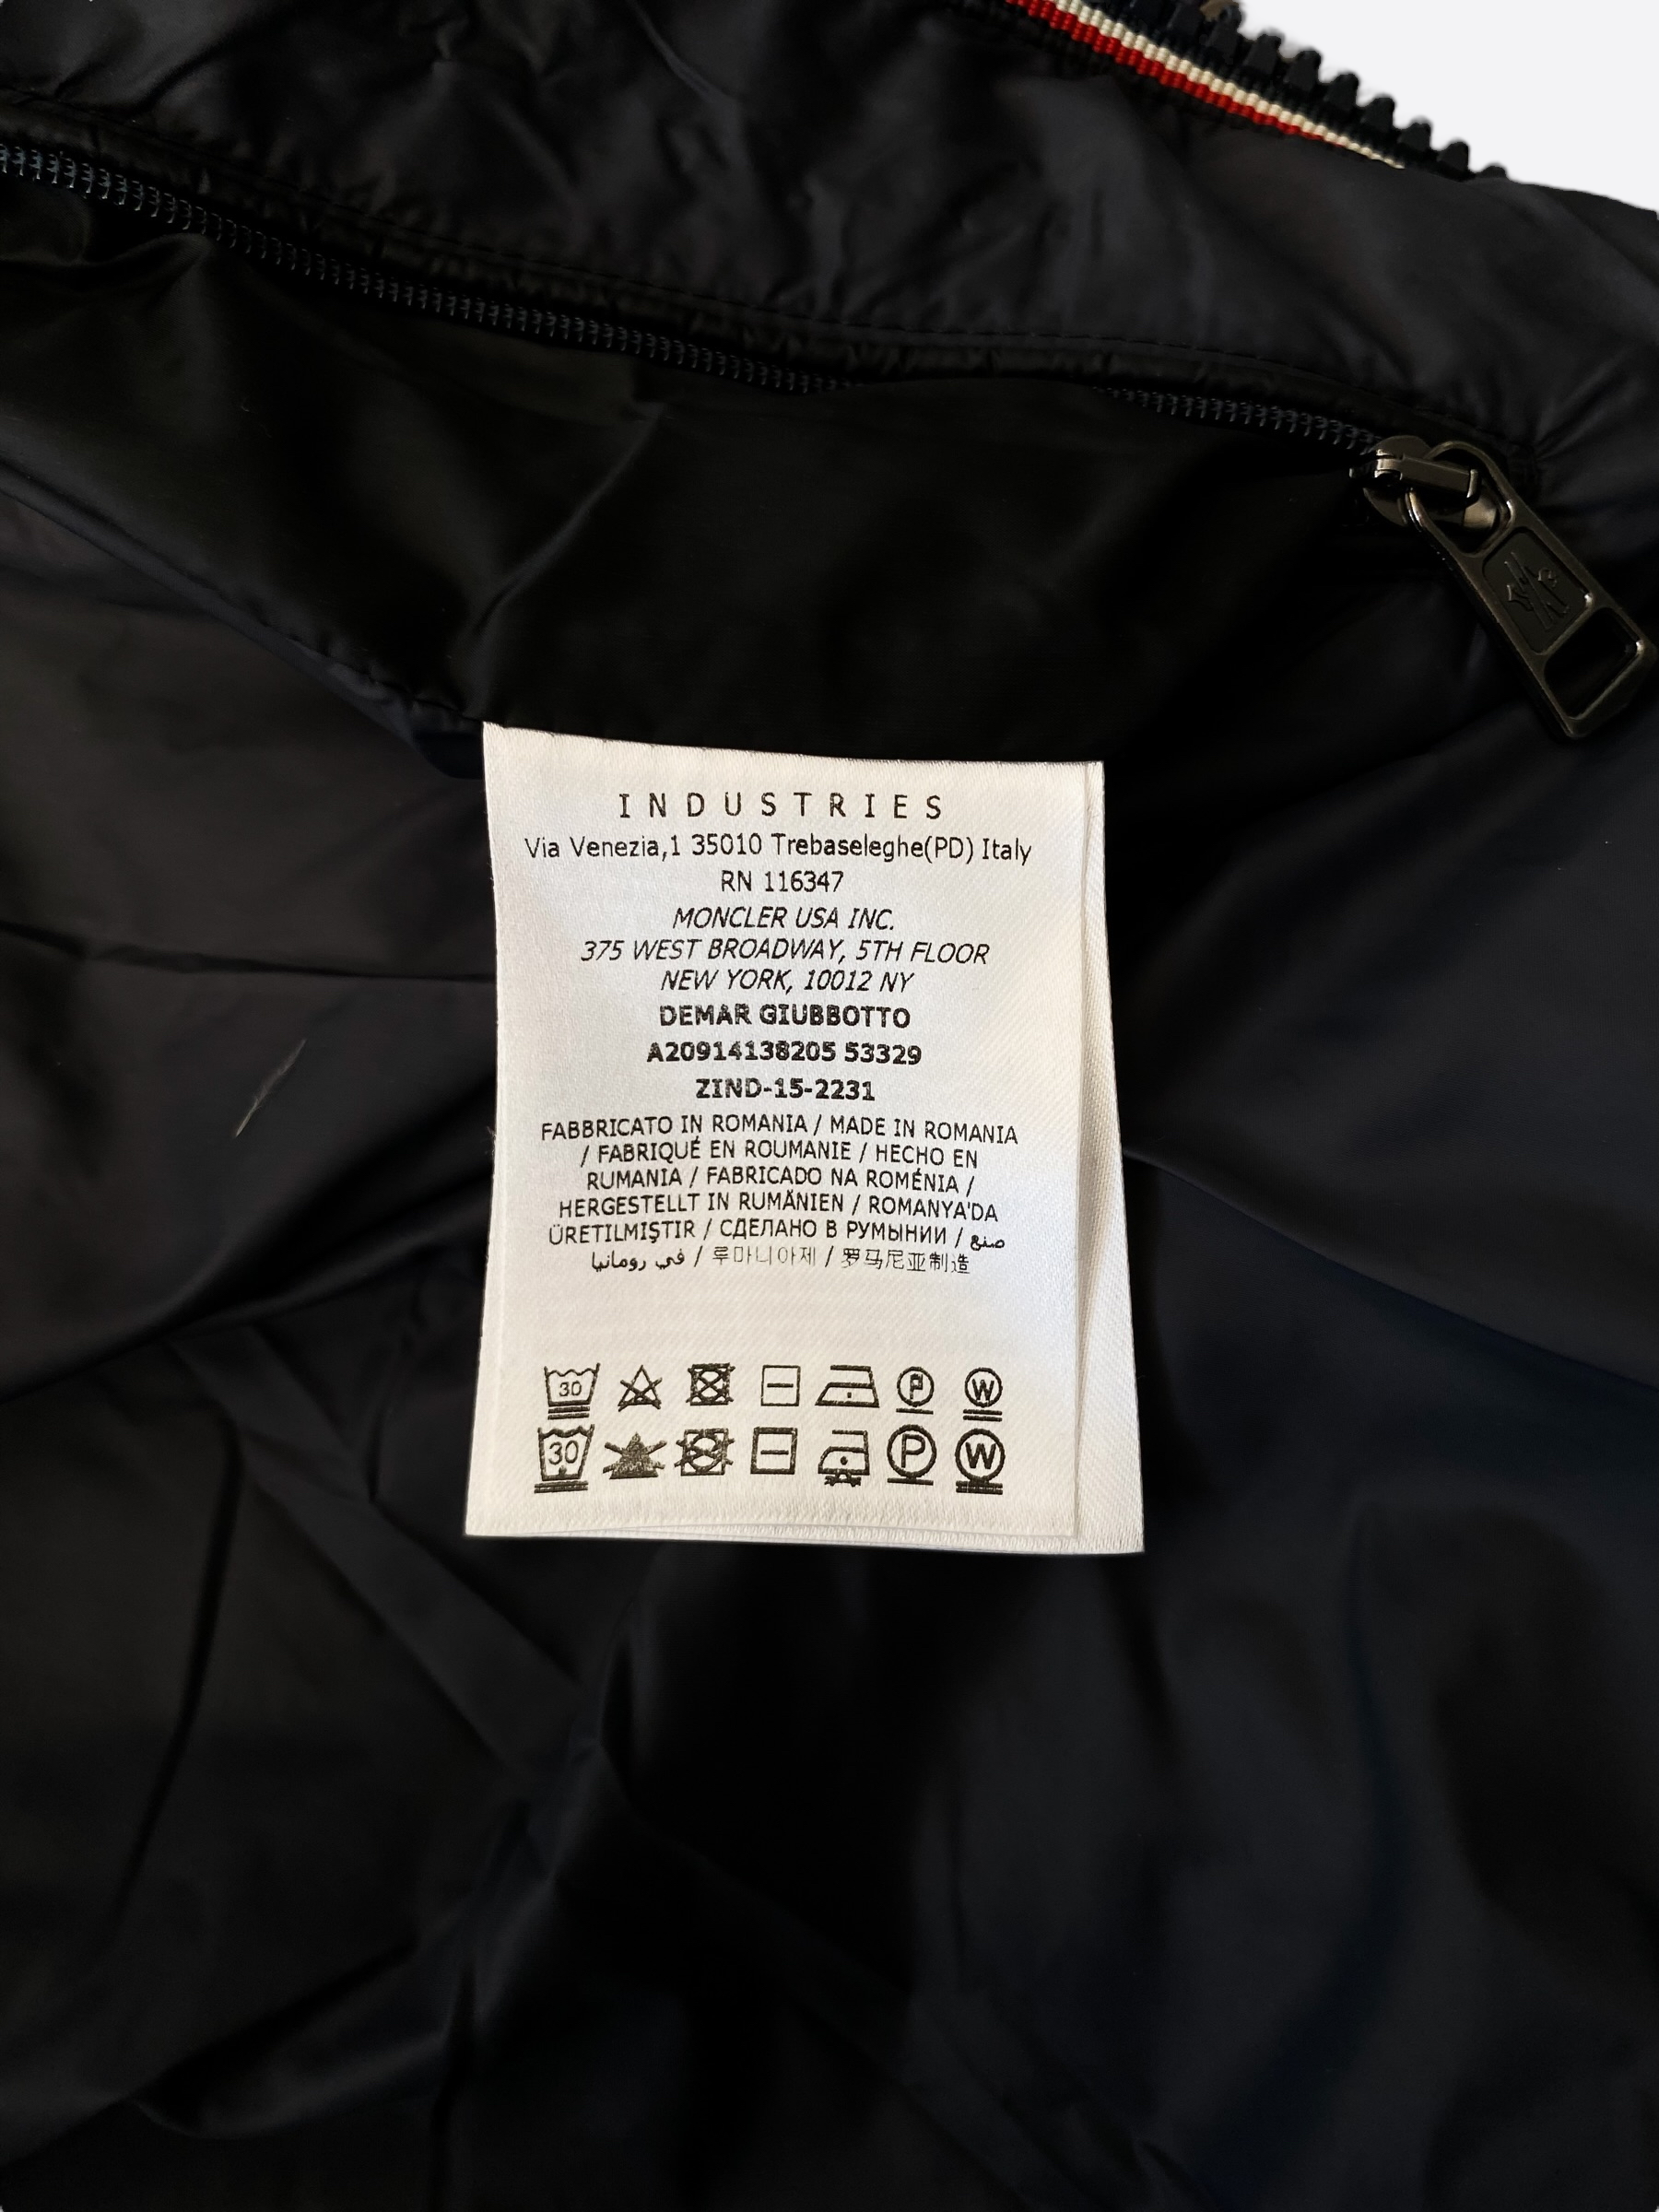 INDUSTRIES
Via Venezia,1 35010 Trebaseleghe(PD) Italy
RN 116347
MONCLER USA INC.
375 WEST BROADWAY, 5TH FLOOR
NEW YORK, 10012 NY
DEMAR GIUBBOTTO
A20914138205 53329
ZIND-15-2231
FABBRICATO IN ROMANIA / MADE IN ROMANIA
/ FABRIQUÉ EN ROUMANIE / HECHO EN
RUMANIA / FABRICADO NA ROMÉNIA /
HERGESTELLT IN RUMÄNIEN / ROMANYA'DA
ÜRETILMIŞTIR / СДЕЛАНО В РУМЫНИИ / صنع
في رومانيا / 루마니아제 / 罗马尼亚制造
30 P W
30 P W